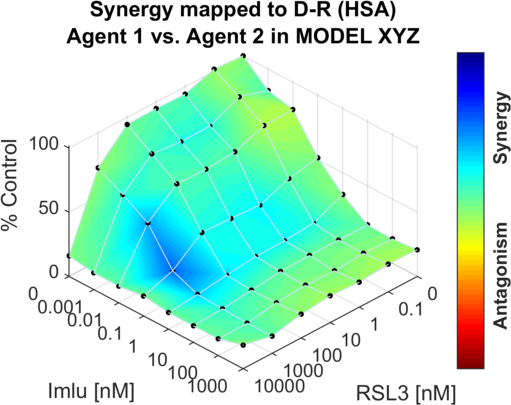 Synergy mapped to D-R (HSA)
Agent 1 vs. Agent 2 in MODEL XYZ
% Control
100
50
0
0
0.001
0.01
0.1
1
10
100
1000
Imlu [nM]
0
0.1
1
10
100
1000
10000
RSL3 [nM]
Synergy
Antagonism